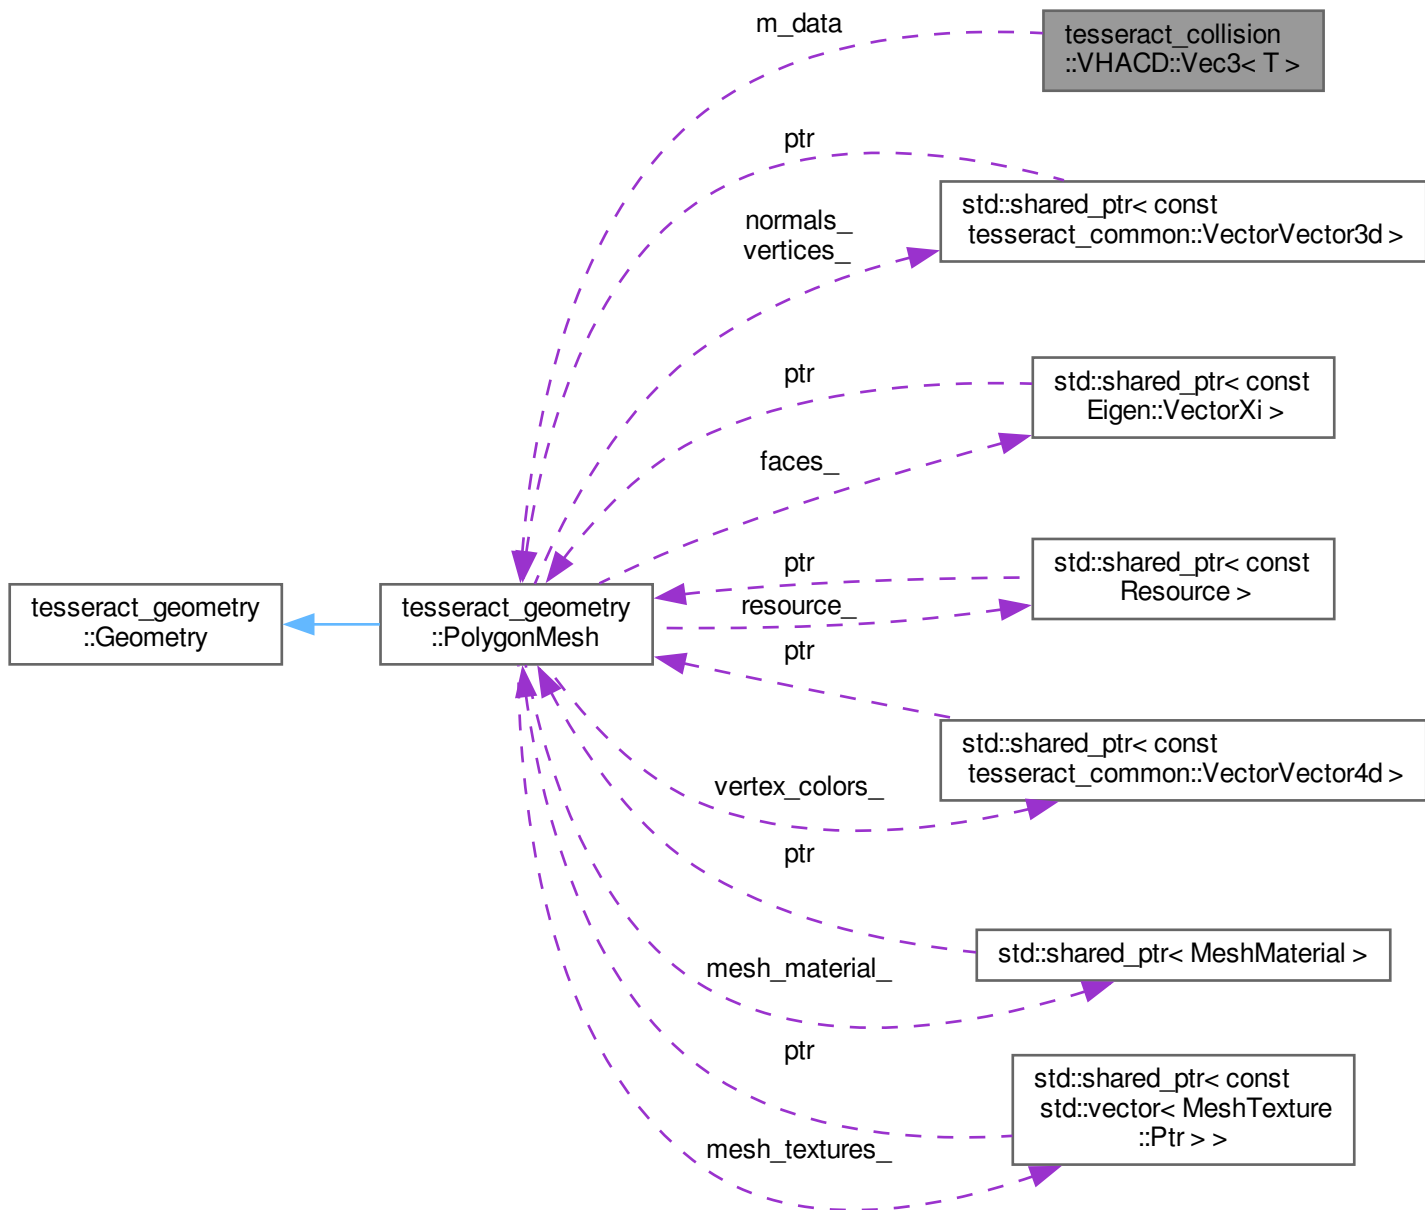 m_data
tesseract_collision
::VHACD::Vec3< T >
ptr
std::shared_ptr< const
tesseract_common::VectorVector3d >
normals_
vertices_
ptr
std::shared_ptr< const
Eigen::VectorXi >
faces_
ptr
std::shared_ptr< const
Resource >
tesseract_geometry
::Geometry
tesseract_geometry
::PolygonMesh
resource_
ptr
std::shared_ptr< const
tesseract_common::VectorVector4d >
vertex_colors_
ptr
std::shared_ptr< MeshMaterial >
mesh_material_
ptr
std::shared_ptr< const
std::vector< MeshTexture
::Ptr > >
mesh_textures_